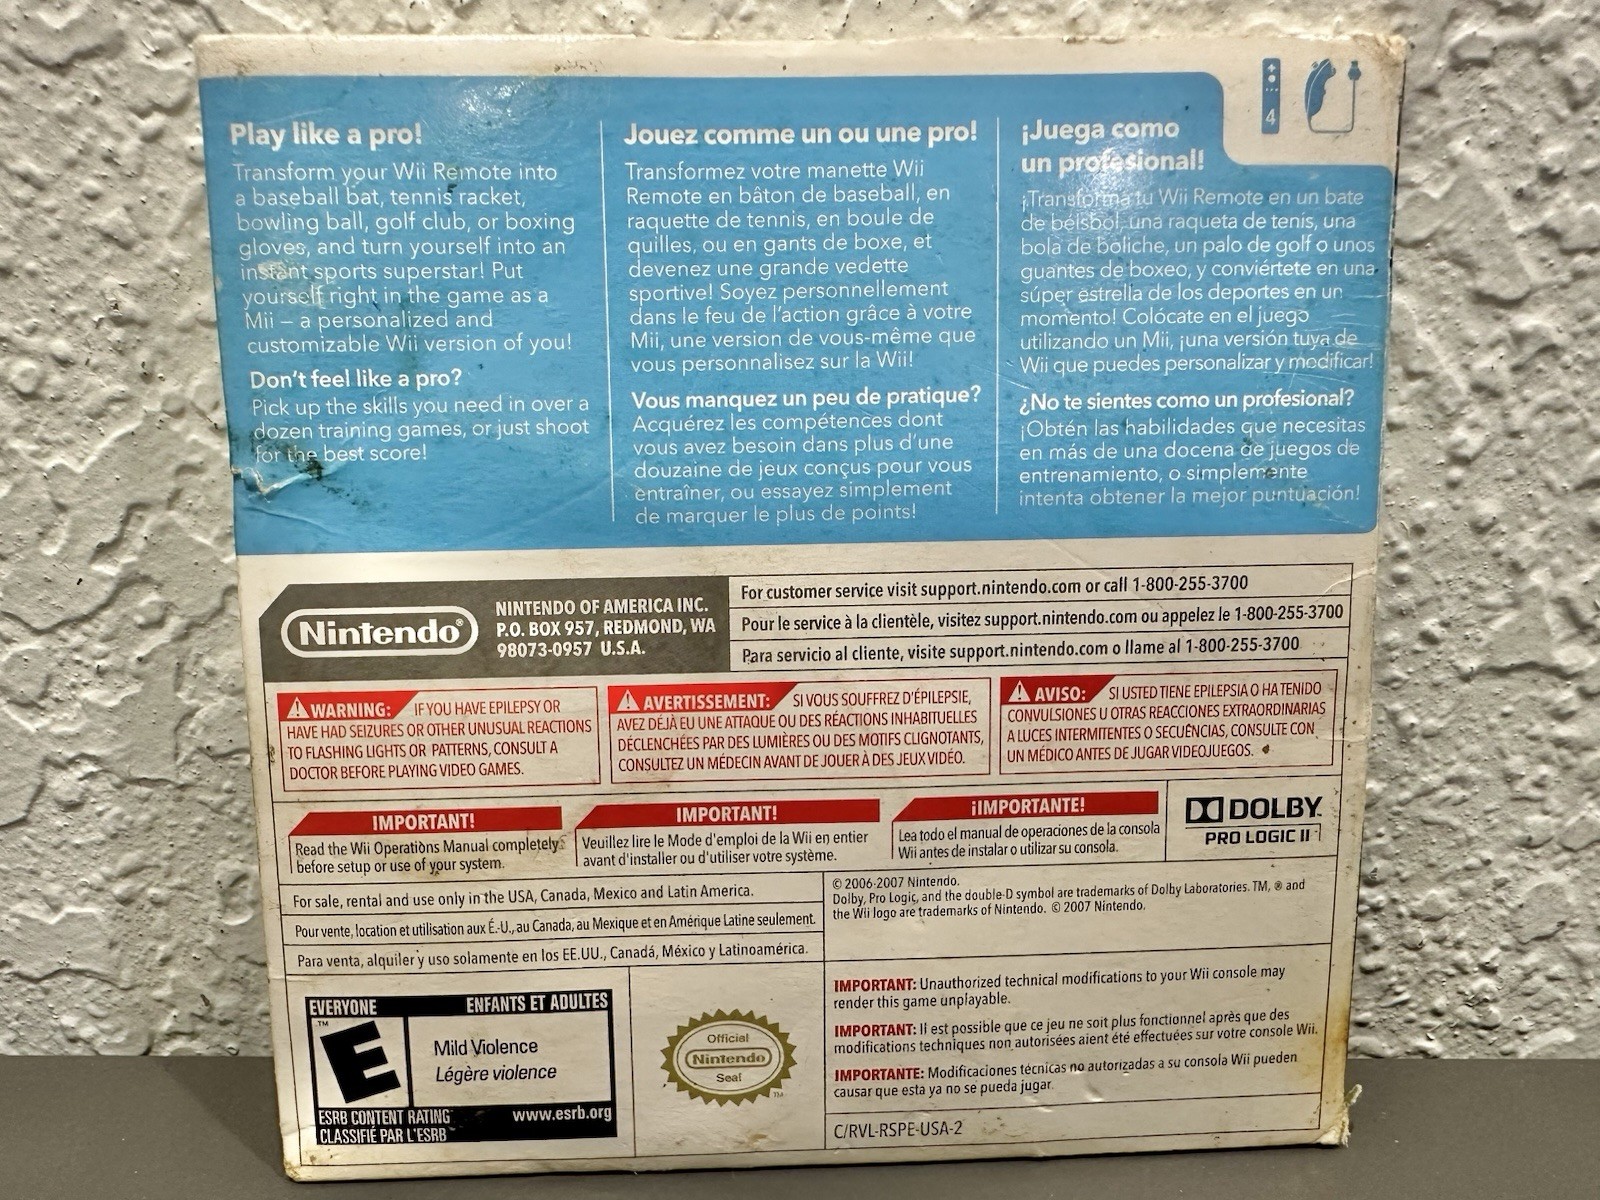 Play like a pro!
Transform your Wii Remote into
a baseball bat, tennis racket,
bowling ball, golf club, or boxing
gloves, and turn yourself into an
instant sports superstar! Put
yourself right in the game as a
Mii – a personalized and
customizable Wii version of you!
Don't feel like a pro?
Pick up the skills you need in over a
dozen training games, or just shoot
for the best score!
Jouez comme un ou une pro!
Transformez votre manette Wii
Remote en bâton de baseball, en
raquette de tennis, en boule de
quilles, ou en gants de boxe, et
devenez une grande vedette
sportive! Soyez personnellement
dans le feu de l'action grâce à votre
Mii, une version de vous-même que
vous personnalisez sur la Wii!
Vous manquez un peu de pratique?
Acquérez les compétences dont
vous avez besoin dans plus d'une
douzaine de jeux conçus pour vous
entraîner, ou essayez simplement
de marquer le plus de points!
¡Juega como
un profesional!
¡Transforma tu Wii Remote en un bate
de béisbol, una raqueta de tenis, una
bola de boliche, un palo de golf o unos
guantes de boxeo, y conviértete en una
súper estrella de los deportes en un
momento! Colócate en el juego
utilizando un Mii, ¡una versión tuya de
Wii que puedes personalizar y modificar!
¿No te sientes como un profesional?
¡Obtén las habilidades que necesitas
en más de una docena de juegos de
entrenamiento, o simplemente
intenta obtener la mejor puntuación!
4
Nintendo®
NINTENDO OF AMERICA INC.
P.O. BOX 957, REDMOND, WA
98073-0957 U.S.A.
For customer service visit support.nintendo.com or call 1-800-255-3700
Pour le service à la clientèle, visitez support.nintendo.com ou appelez le 1-800-255-3700
Para servicio al cliente, visite support.nintendo.com o llame al 1-800-255-3700
WARNING: IF YOU HAVE EPILEPSY OR
HAVE HAD SEIZURES OR OTHER UNUSUAL REACTIONS
TO FLASHING LIGHTS OR PATTERNS, CONSULT A
DOCTOR BEFORE PLAYING VIDEO GAMES.
AVERTISSEMENT: SI VOUS SOUFFREZ D'ÉPILEPSIE,
AVEZ DÉJÀ EU UNE ATTAQUE OU DES RÉACTIONS INHABITUELLES
DÉCLENCHÉES PAR DES LUMIÈRES OU DES MOTIFS CLIGNOTANTS,
CONSULTEZ UN MÉDECIN AVANT DE JOUER À DES JEUX VIDÉO.
AVISO: SI USTED TIENE EPILEPSIA O HA TENIDO
CONVULSIONES U OTRAS REACCIONES EXTRAORDINARIAS
A LUCES INTERMITENTES O SECUENCIAS, CONSULTE CON
UN MÉDICO ANTES DE JUGAR VIDEOJUEGOS.
IMPORTANT!
Read the Wii Operations Manual completely
before setup or use of your system.
IMPORTANT!
Veuillez lire le Mode d'emploi de la Wii en entier
avant d'installer ou d'utiliser votre système.
¡IMPORTANTE!
Lea todo el manual de operaciones de la consola
Wii antes de instalar o utilizar su consola.
DOLBY™
PRO LOGIC II
For sale, rental and use only in the USA, Canada, Mexico and Latin America.
Pour vente, location et utilisation aux É.-U., au Canada, au Mexique et en Amérique Latine seulement.
Para venta, alquiler y uso solamente en los EE.UU., Canadá, México y Latinoamérica.
© 2006-2007 Nintendo.
Dolby, Pro Logic, and the double-D symbol are trademarks of Dolby Laboratories. TM, ® and
the Wii logo are trademarks of Nintendo. © 2007 Nintendo.
EVERYONE ENFANTS ET ADULTES
E™
Mild Violence
Légère violence
ESRB CONTENT RATING www.esrb.org
CLASSIFIÉ PAR L'ESRB
Official
Nintendo
Seal
TM
IMPORTANT: Unauthorized technical modifications to your Wii console may
render this game unplayable.
IMPORTANT: Il est possible que ce jeu ne soit plus fonctionnel après que des
modifications techniques non autorisées aient été effectuées sur votre console Wii.
IMPORTANTE: Modificaciones técnicas no autorizadas a su consola Wii pueden
causar que esta ya no se pueda jugar.
C/RVL-RSPE-USA-2